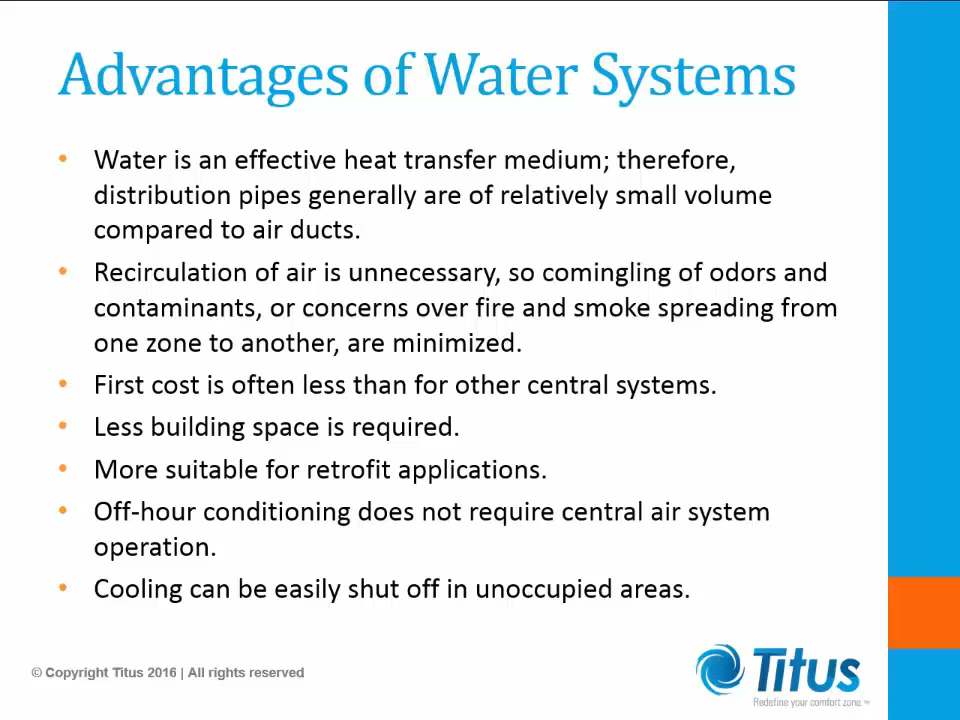 Advantages of Water Systems
• Water is an effective heat transfer medium; therefore,
distribution pipes generally are of relatively small volume
compared to air ducts.
• Recirculation of air is unnecessary, so comingling of odors and
contaminants, or concerns over fire and smoke spreading from
one zone to another, are minimized.
• First cost is often less than for other central systems.
• Less building space is required.
• More suitable for retrofit applications.
• Off-hour conditioning does not require central air system
operation.
• Cooling can be easily shut off in unoccupied areas.
© Copyright Titus 2016 | All rights reserved
Titus
Redefine your comfort zone.™